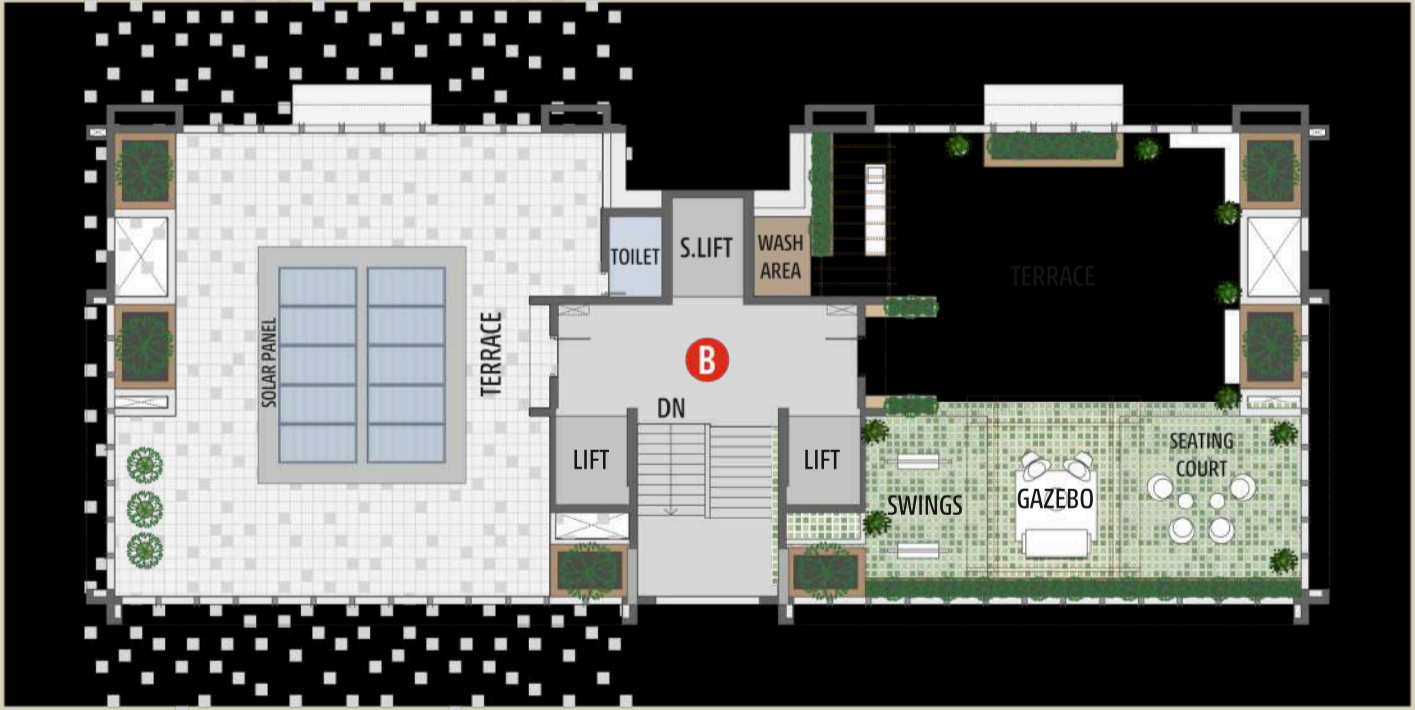 TOILET
S.LIFT
WASH
AREA
TERRACE
SOLAR PANEL
TERRACE
B
DN
LIFT
LIFT
SWINGS
GAZEBO
SEATING
COURT